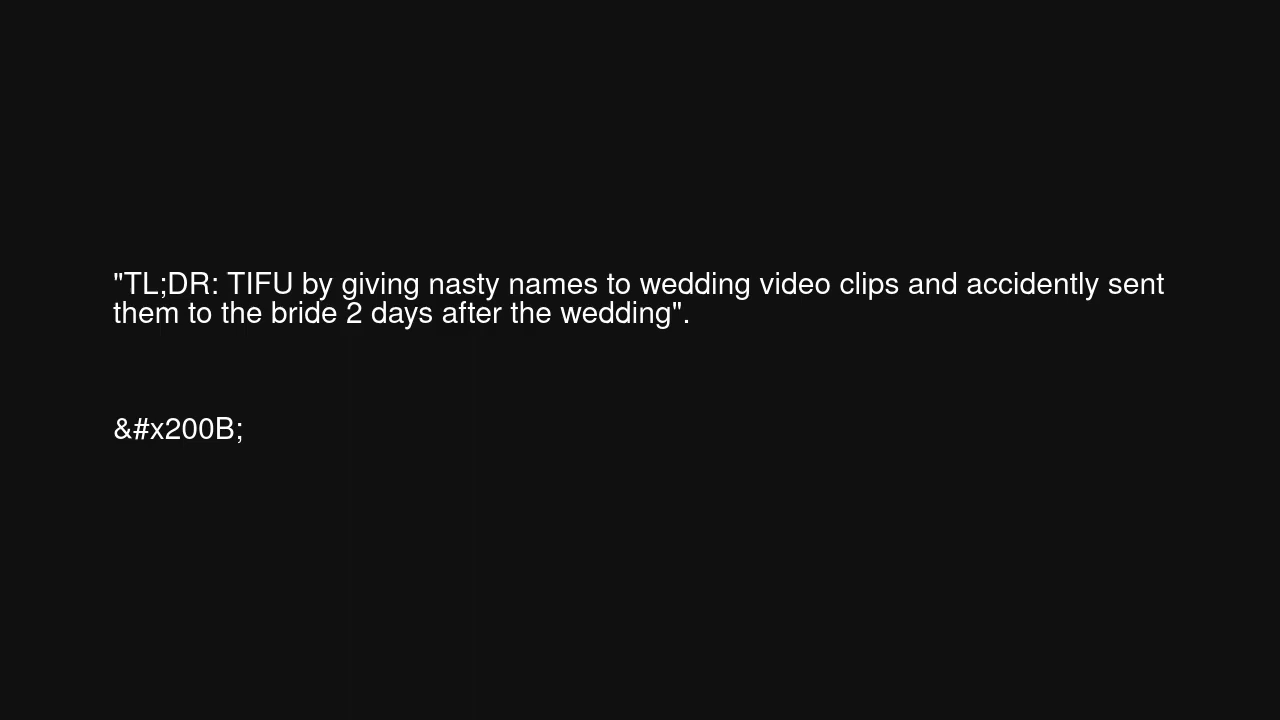 "TL;DR: TIFU by giving nasty names to wedding video clips and accidently sent
them to the bride 2 days after the wedding".
&#x200B;